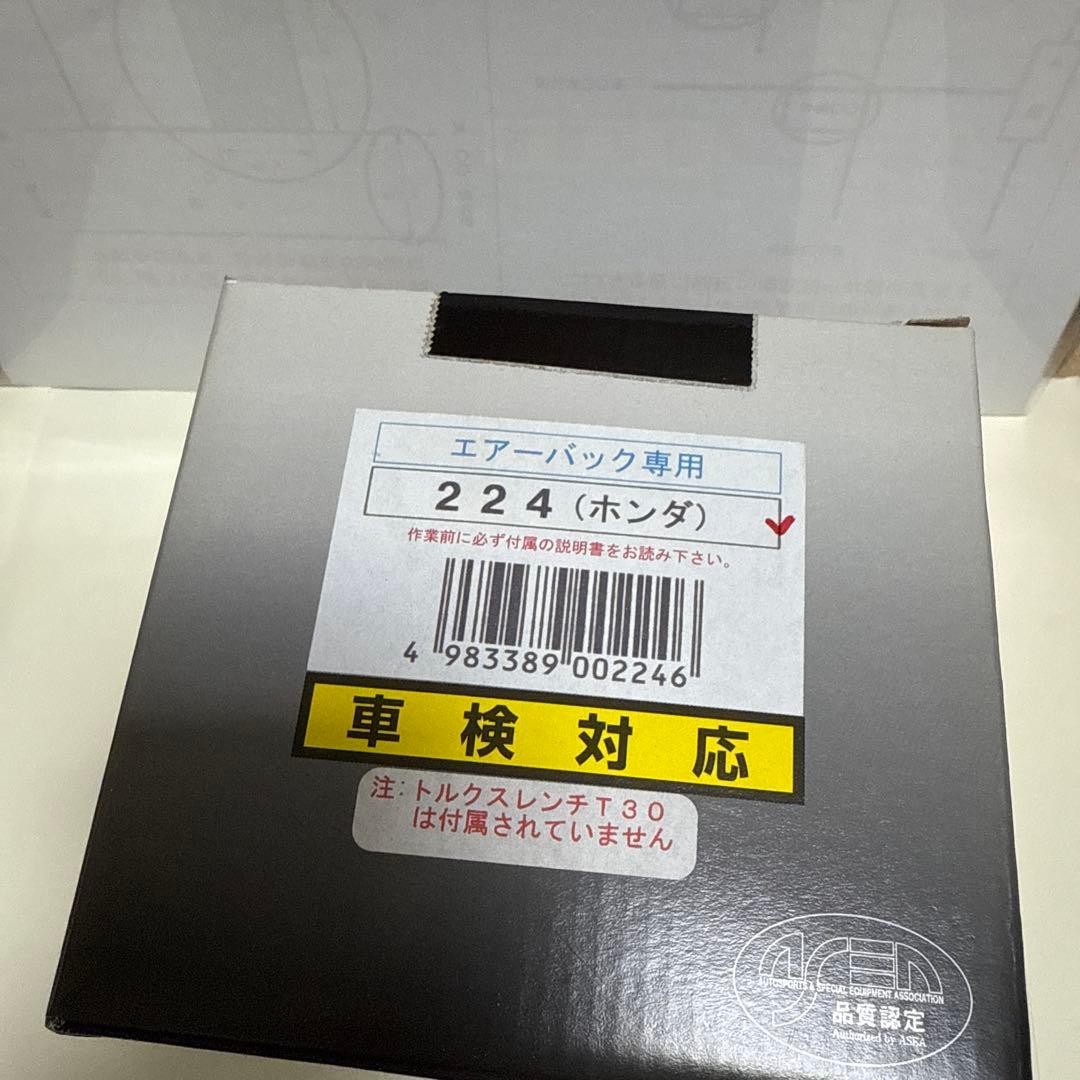 エアーバック専用
２２４(ホンダ)
作業前に必ず付属の説明書をお読み下さい。
4 983389 002246
車検対応
注:トルクスレンチＴ３０
は付属されていません
ASEA
AUTOSPORTS & SPECIAL EQUIPMENT ASSOCIATION
品質認定
Authorized by ASEA